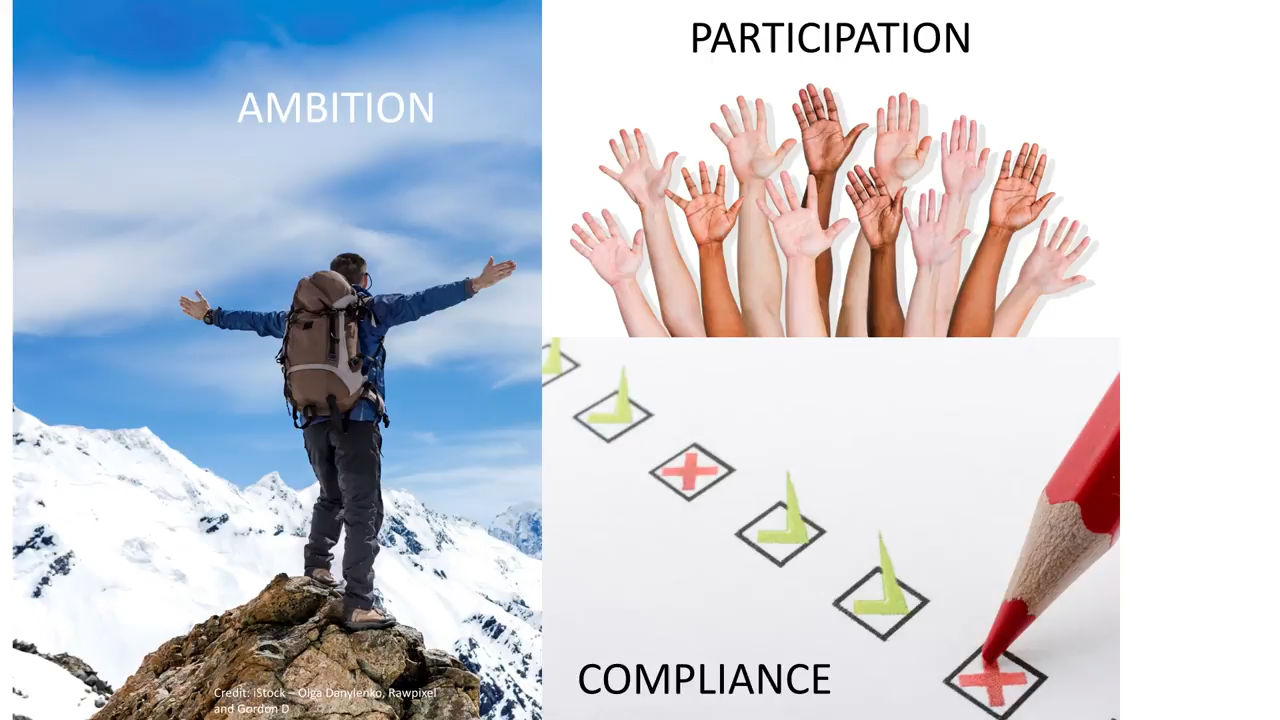 AMBITION
PARTICIPATION
COMPLIANCE
Credit: iStock – Olga Danylenko, Rawpixel
and Gordon D